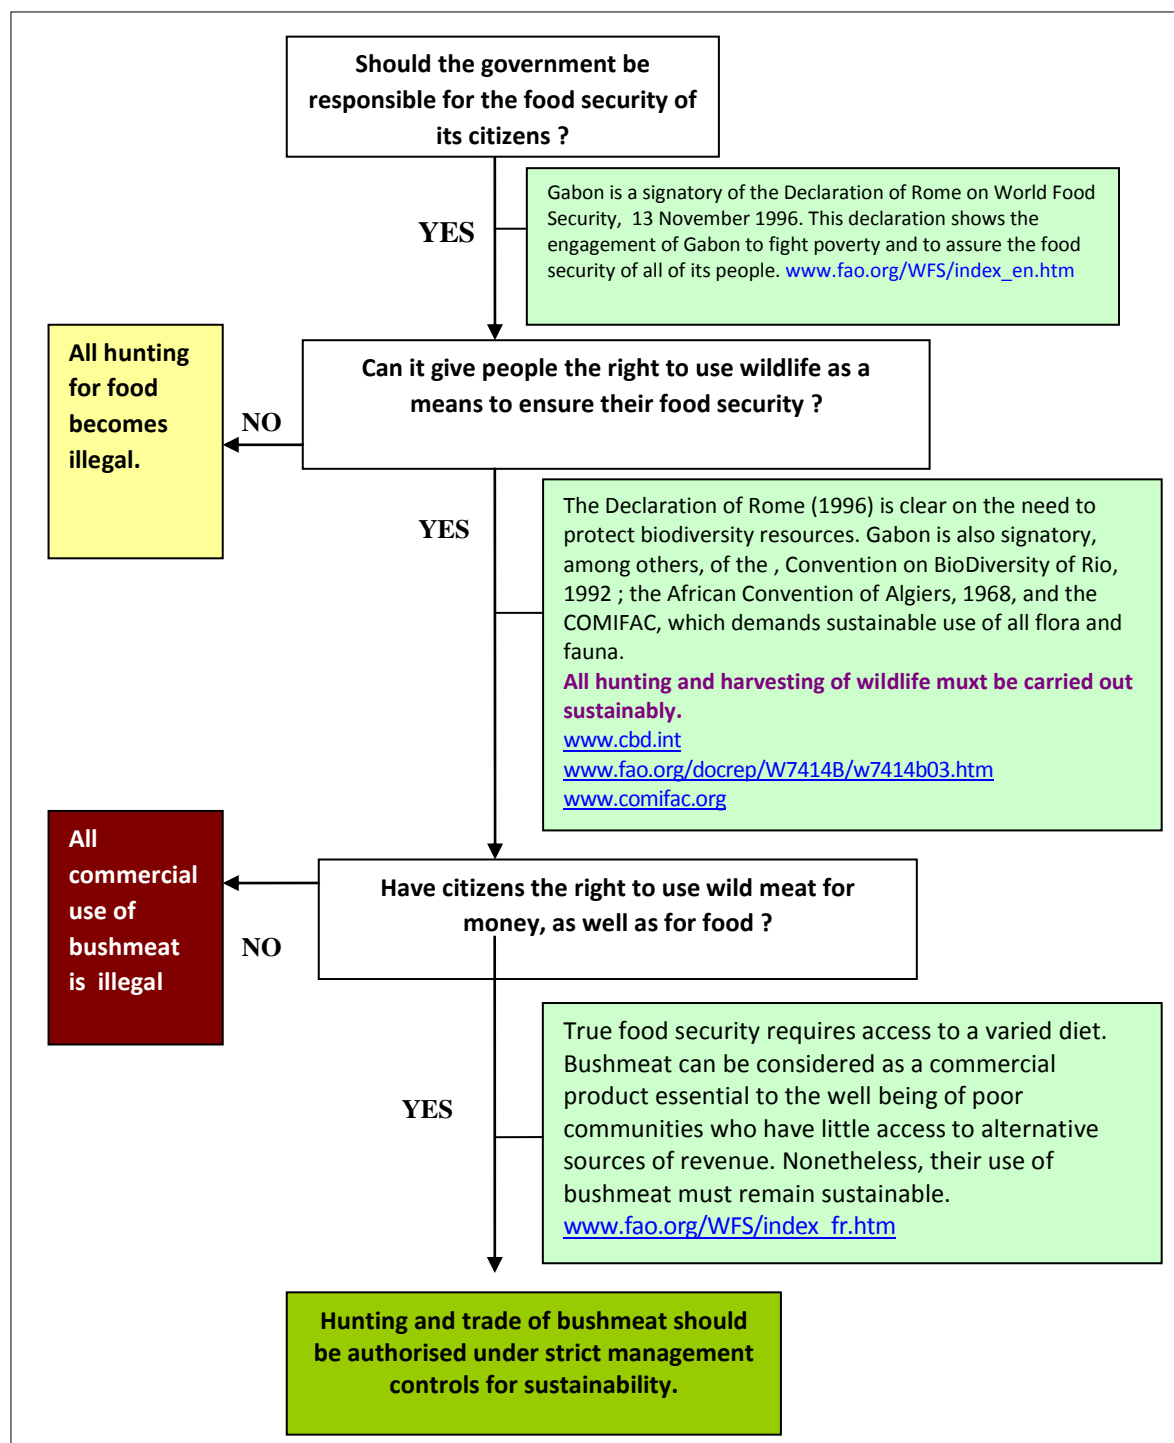 Should the government be
responsible for the food security of
its citizens ?
YES
Gabon is a signatory of the Declaration of Rome on World Food
Security,  13 November 1996. This declaration shows the
engagement of Gabon to fight poverty and to assure the food
security of all of its people. www.fao.org/WFS/index_en.htm
All hunting
for food
becomes
illegal.
NO
Can it give people the right to use wildlife as a
means to ensure their food security ?
YES
The Declaration of Rome (1996) is clear on the need to
protect biodiversity resources. Gabon is also signatory,
among others, of the , Convention on BioDiversity of Rio,
1992 ; the African Convention of Algiers, 1968, and the
COMIFAC, which demands sustainable use of all flora and
fauna.
All hunting and harvesting of wildlife muxt be carried out
sustainably.
www.cbd.int
www.fao.org/docrep/W7414B/w7414b03.htm
www.comifac.org
All
commercial
use of
bushmeat
is  illegal
NO
Have citizens the right to use wild meat for
money, as well as for food ?
YES
True food security requires access to a varied diet.
Bushmeat can be considered as a commercial
product essential to the well being of poor
communities who have little access to alternative
sources of revenue. Nonetheless, their use of
bushmeat must remain sustainable.
www.fao.org/WFS/index_fr.htm
Hunting and trade of bushmeat should
be authorised under strict management
controls for sustainability.